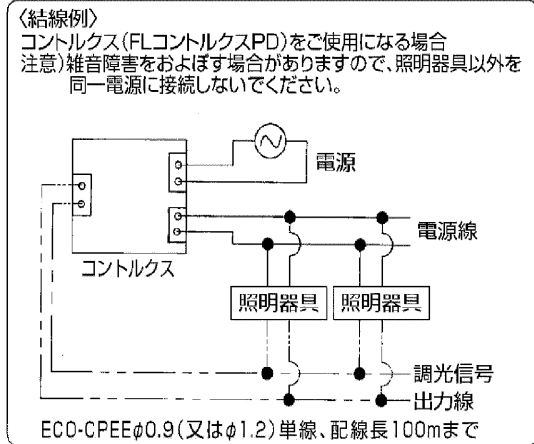 〈結線例〉
コントルクス(FLコントルクスPD)をご使用になる場合
注意)雑音障害をおよぼす場合がありますので、照明器具以外を
同一電源に接続しないでください。
電源
電源線
コントルクス
照明器具 照明器具
調光信号
出力線
ECO-CPEEφ0.9(又はφ1.2)単線、配線長100mまで